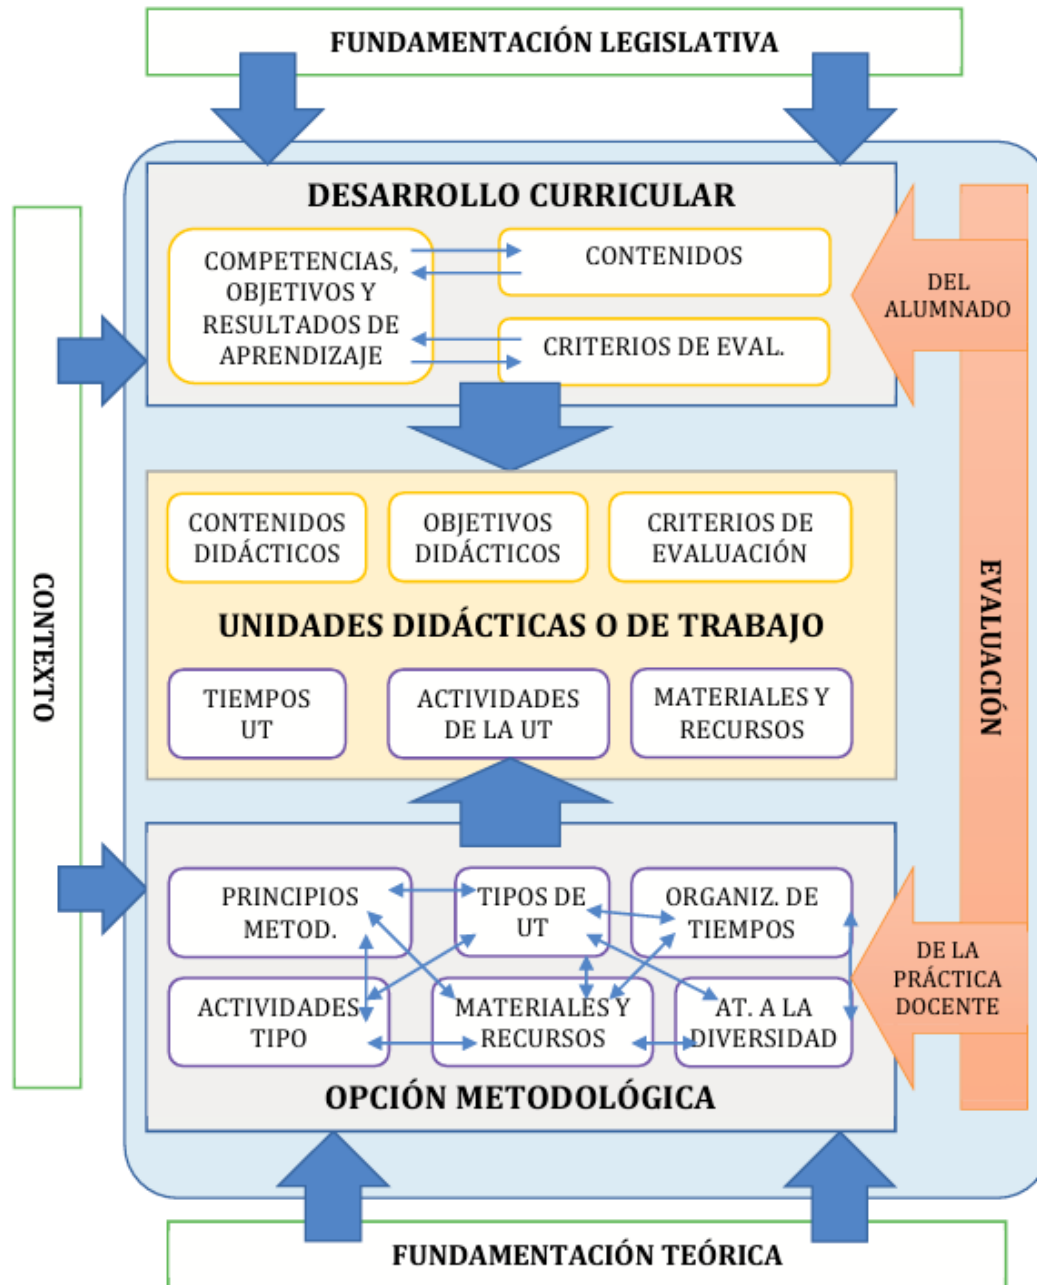 FUNDAMENTACIÓN LEGISLATIVA
DESARROLLO CURRICULAR
COMPETENCIAS,
OBJETIVOS Y
RESULTADOS DE
APRENDIZAJE
CONTENIDOS
CRITERIOS DE EVAL.
DEL
ALUMNADO
CONTENIDOS
DIDÁCTICOS
OBJETIVOS
DIDÁCTICOS
CRITERIOS DE
EVALUACIÓN
UNIDADES DIDÁCTICAS O DE TRABAJO
TIEMPOS
UT
ACTIVIDADES
DE LA UT
MATERIALES Y
RECURSOS
CONTEXTO
EVALUACIÓN
PRINCIPIOS
METOD.
TIPOS DE
UT
ORGANIZ. DE
TIEMPOS
ACTIVIDADES
TIPO
MATERIALES Y
RECURSOS
AT. A LA
DIVERSIDAD
DE LA
PRÁCTICA
DOCENTE
OPCIÓN METODOLÓGICA
FUNDAMENTACIÓN TEÓRICA